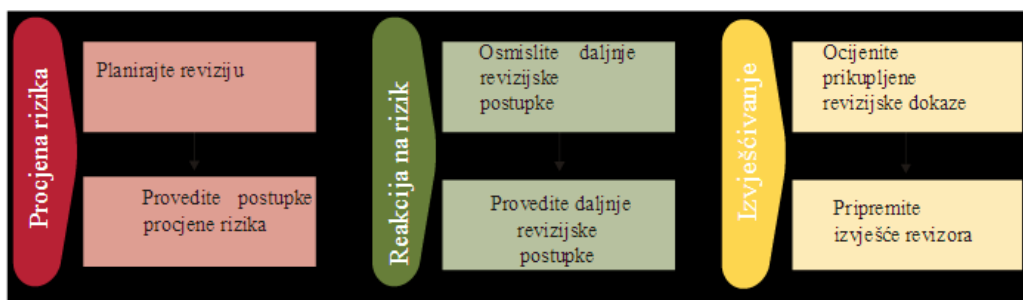 Procjena rizika
Planirajte reviziju
Provedite postupke
procjene rizika
Reakcija na rizik
Osmislite daljnje
revizijske
postupke
Provedite daljnje
revizijske
postupke
Izvješćivanje
Ocijenite
prikupljene
revizijske dokaze
Pripremite
izvješće revizora